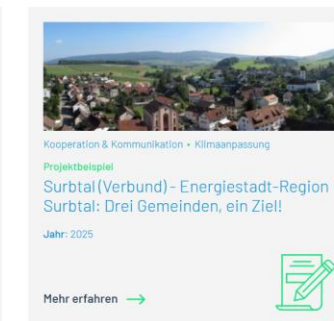 Kooperation & Kommunikation • Klimaanpassung
Projektbeispiel
Surbtal (Verbund) - Energiestadt-Region
Surbtal: Drei Gemeinden, ein Ziel!
Jahr: 2025
Mehr erfahren →